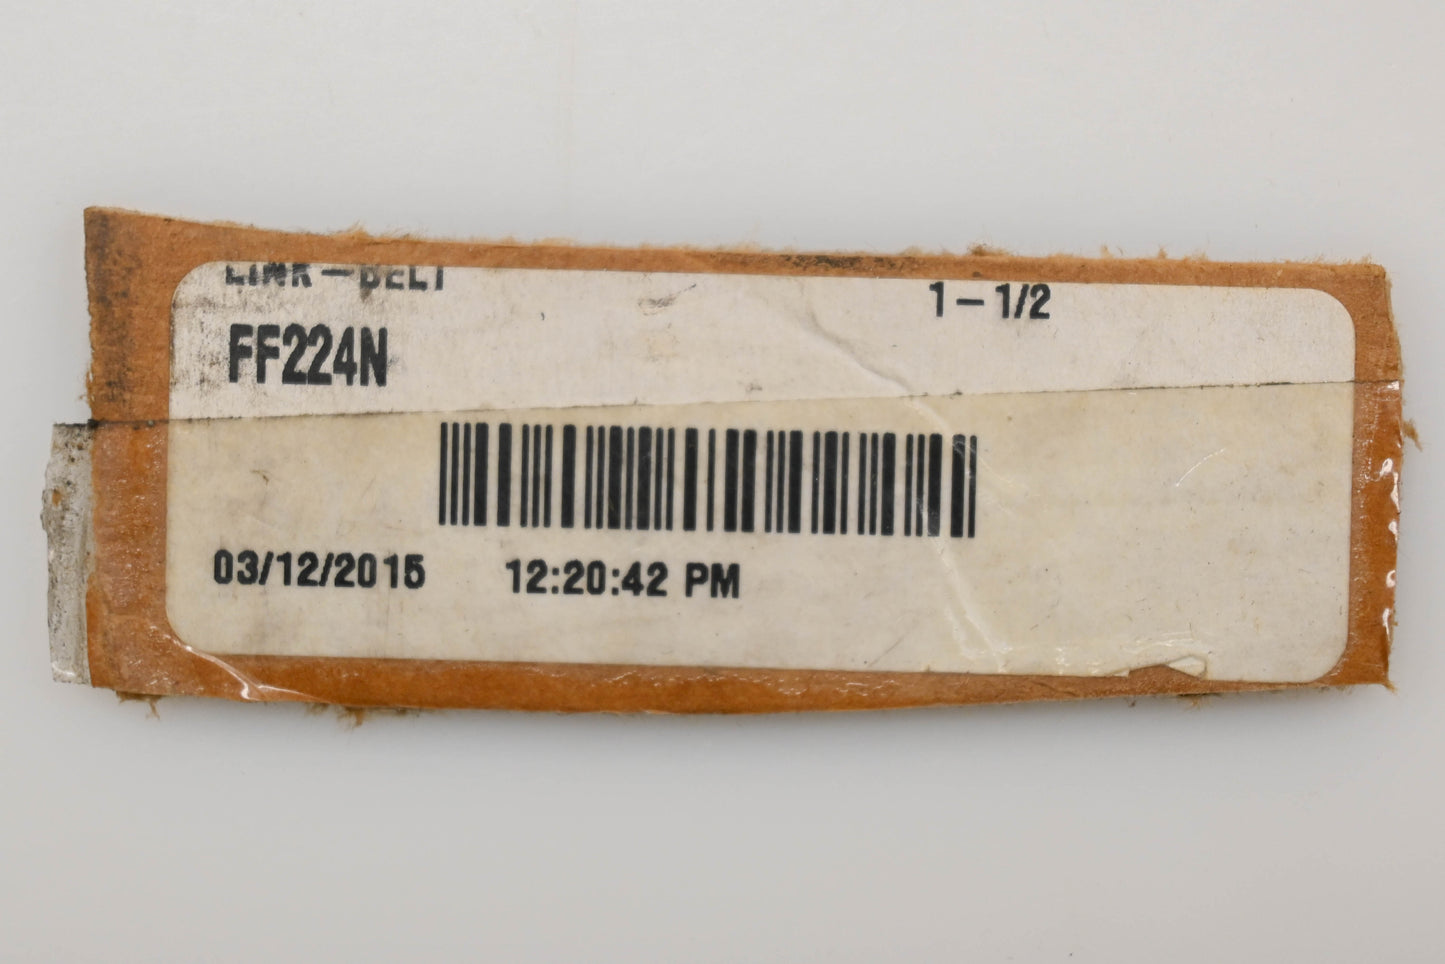 LINK-BELT
1-1/2
FF224N
03/12/2015 12:20:42 PM